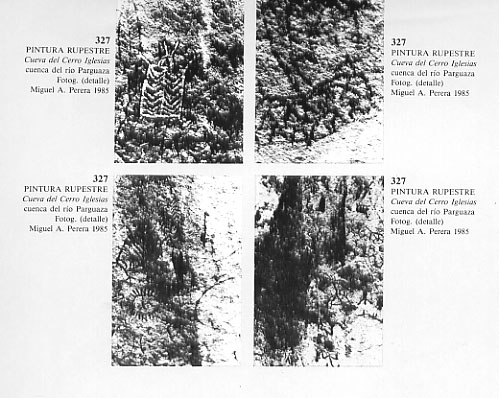 327
PINTURA RUPESTRE
Cueva del Cerro Iglesias
cuenca del río Parguaza
Fotog. (detalle)
Miguel A. Perera 1985
327
PINTURA RUPESTRE
Cueva del Cerro Iglesias
cuenca del río Parguaza
Fotog. (detalle)
Miguel A. Perera 1985
327
PINTURA RUPESTRE
Cueva del Cerro Iglesias
cuenca del río Parguaza
Fotog. (detalle)
Miguel A. Perera 1985
327
PINTURA RUPESTRE
Cueva del Cerro Iglesias
cuenca del río Parguaza
Fotog. (detalle)
Miguel A. Perera 1985